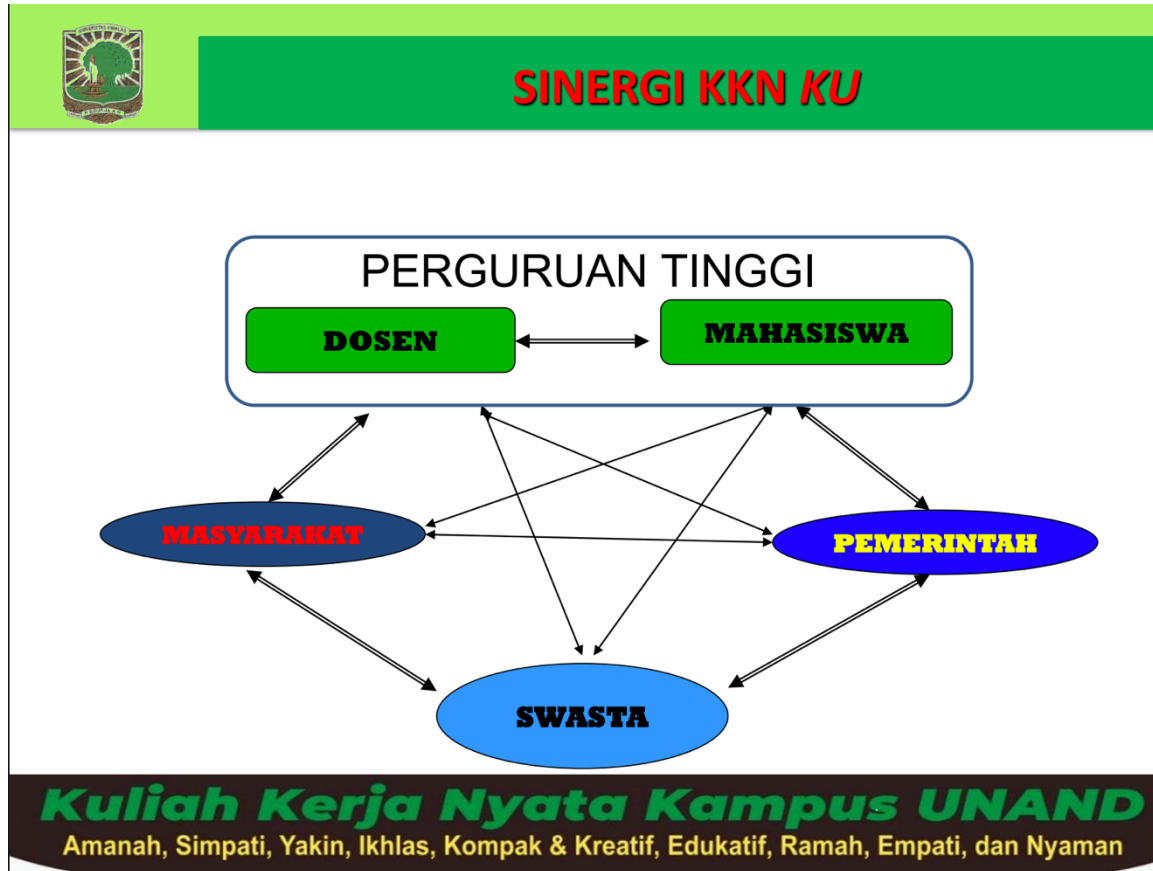 SINERGI KKN KU
PERGURUAN TINGGI
DOSEN
MAHASISWA
MASYARAKAT
PEMERINTAH
SWASTA
Kuliah Kerja Nyata Kampus UNAND
Amanah, Simpati, Yakin, Ikhlas, Kompak & Kreatif, Edukatif, Ramah, Empati, dan Nyaman